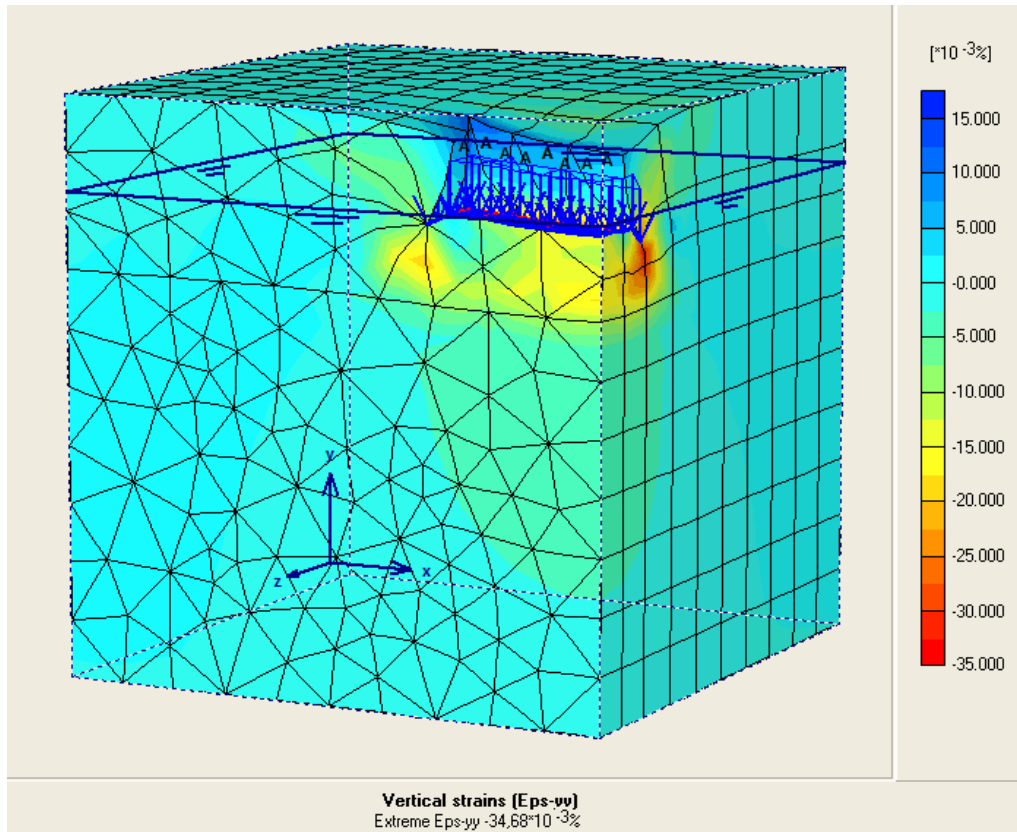 [*10 -3%]
15.000
10.000
5.000
-0.000
-5.000
-10.000
-15.000
-20.000
-25.000
-30.000
-35.000
A A A A A A A A
y
x
z
Vertical strains (Eps-yy)
Extreme Eps-yy -34,68*10 -3%